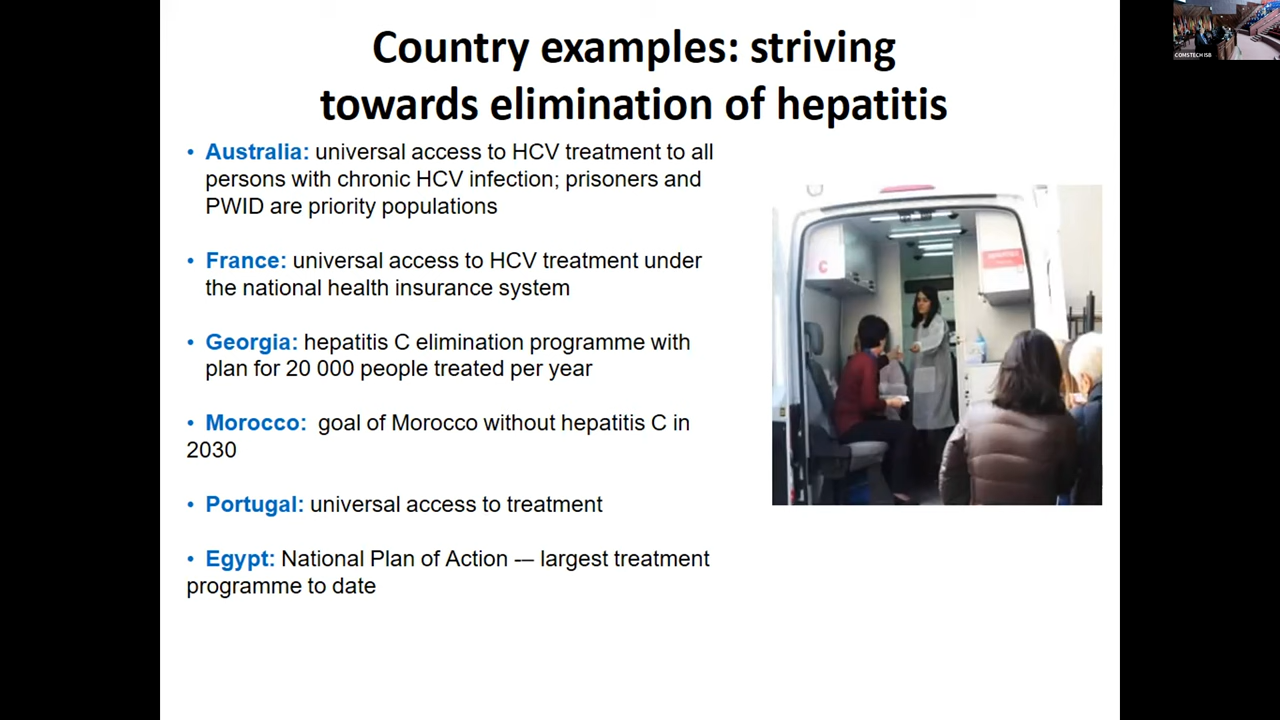 Country examples: striving
towards elimination of hepatitis
• Australia: universal access to HCV treatment to all
persons with chronic HCV infection; prisoners and
PWID are priority populations
• France: universal access to HCV treatment under
the national health insurance system
• Georgia: hepatitis C elimination programme with
plan for 20 000 people treated per year
• Morocco: goal of Morocco without hepatitis C in
2030
• Portugal: universal access to treatment
• Egypt: National Plan of Action -– largest treatment
programme to date
C
COMSTECH ISB